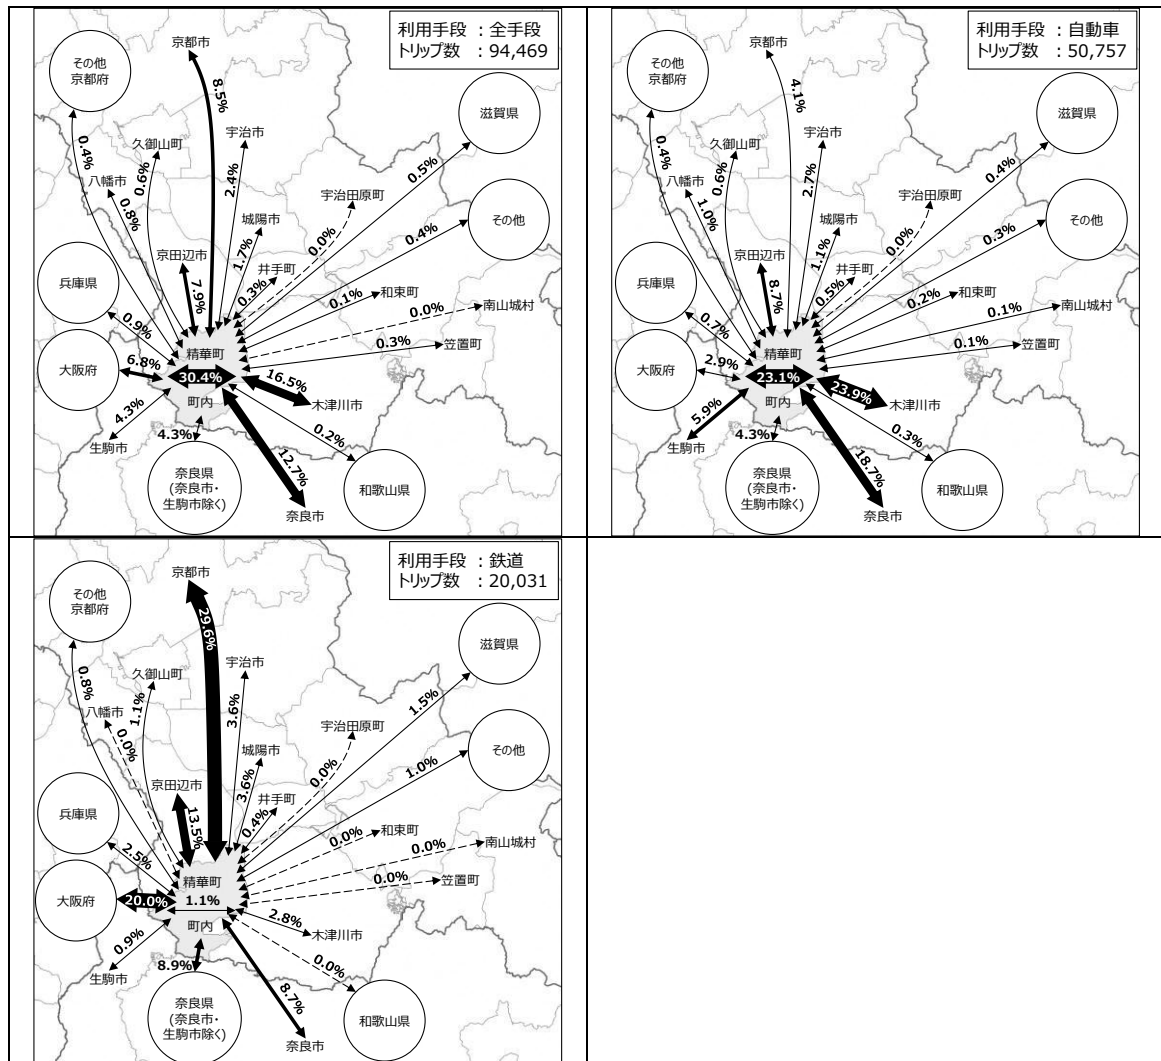 利用手段 ：全手段
トリップ数 ：94,469
京都市
その他
京都府
8.5%
滋賀県
宇治市
久御山町
0.4%
0.6%
2.4%
0.5%
八幡市
0.8%
宇治田原町
その他
城陽市
0.0%
0.4%
1.7%
京田辺市
井手町
兵庫県
7.9%
0.3%
0.1%
和束町
0.0%
南山城村
0.9%
精華町
0.3%
笠置町
大阪府
6.8%
30.4%
16.5%
木津川市
町内
4.3%
生駒市
4.3%
0.2%
12.7%
奈良県
(奈良市・
生駒市除く)
和歌山県
奈良市
利用手段 ：自動車
トリップ数 ：50,757
京都市
その他
京都府
4.1%
滋賀県
宇治市
久御山町
0.4%
0.6%
2.7%
0.4%
八幡市
1.0%
宇治田原町
その他
城陽市
0.0%
0.3%
1.1%
京田辺市
井手町
兵庫県
8.7%
0.5%
0.2%
和束町
0.1%
南山城村
0.7%
精華町
0.1%
笠置町
大阪府
2.9%
23.1%
23.9%
木津川市
町内
5.9%
生駒市
4.3%
0.3%
18.7%
奈良県
(奈良市・
生駒市除く)
和歌山県
奈良市
利用手段 ：鉄道
トリップ数 ：20,031
京都市
その他
京都府
29.6%
滋賀県
宇治市
久御山町
0.8%
1.1%
3.6%
1.5%
八幡市
0.0%
宇治田原町
その他
城陽市
0.0%
1.0%
3.6%
京田辺市
井手町
兵庫県
13.5%
0.4%
0.0%
和束町
0.0%
南山城村
2.5%
精華町
0.0%
笠置町
大阪府
20.0%
1.1%
2.8%
木津川市
町内
0.9%
生駒市
8.9%
0.0%
8.7%
奈良県
(奈良市・
生駒市除く)
和歌山県
奈良市